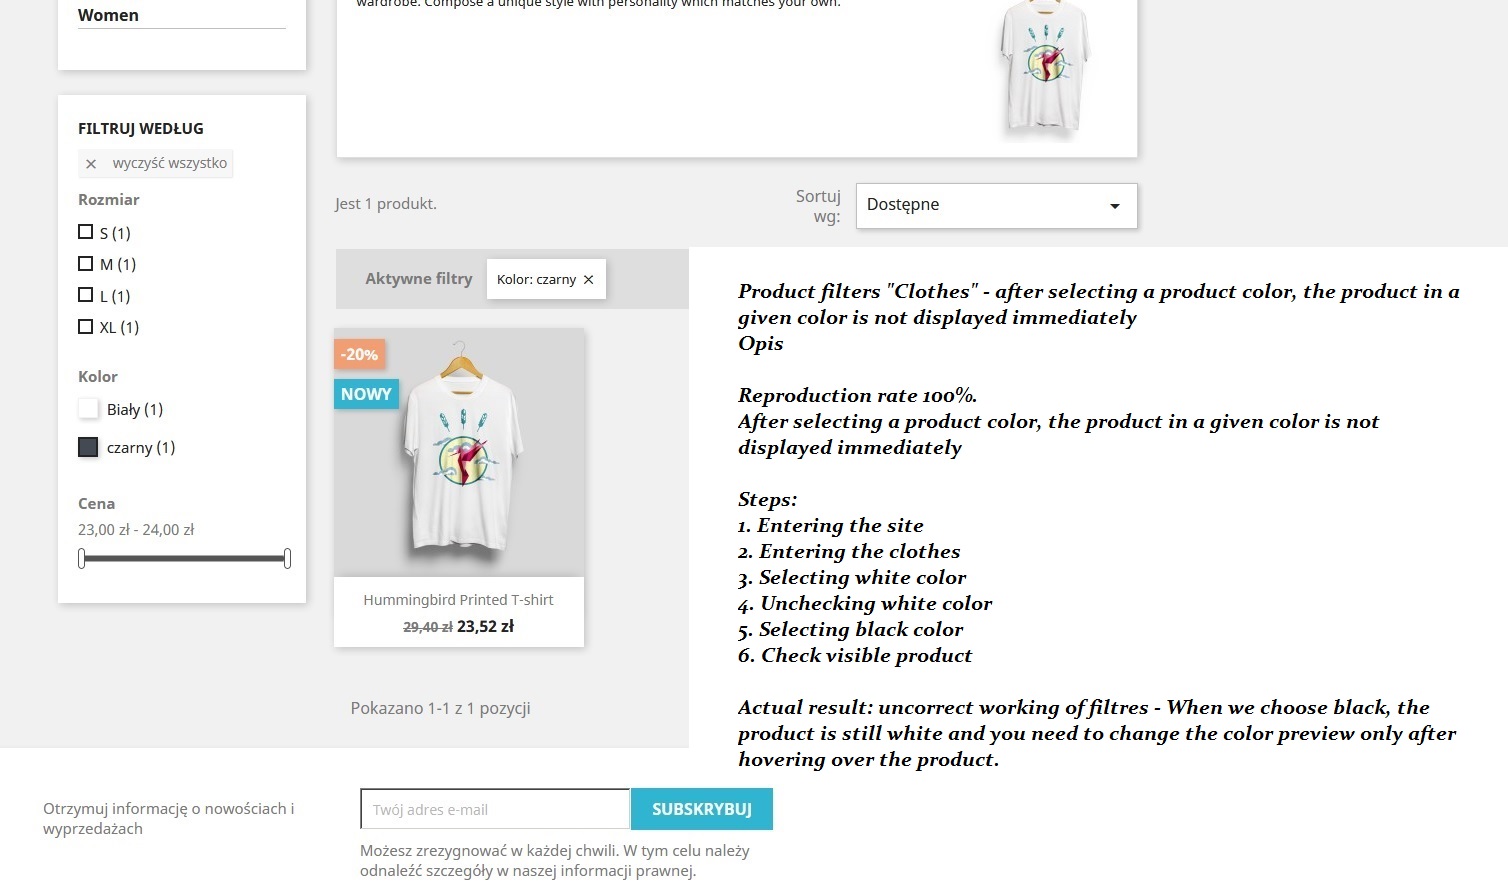 Women
wardrobe. Compose a unique style with personality which matches your own.
FILTRUJ WEDŁUG
wyczyść wszystko
Rozmiar
S (1)
M (1)
L (1)
XL (1)
Kolor
Biały (1)
czarny (1)
Cena
23,00 zł - 24,00 zł
Jest 1 produkt.
Sortuj
wg:
Dostępne
Aktywne filtry
Kolor: czarny
-20%
NOWY
Hummingbird Printed T-shirt
29,40 zł 23,52 zł
Pokazano 1-1 z 1 pozycji
Product filters "Clothes" - after selecting a product color, the product in a
given color is not displayed immediately
Opis
Reproduction rate 100%.
After selecting a product color, the product in a given color is not
displayed immediately
Steps:
1. Entering the site
2. Entering the clothes
3. Selecting white color
4. Unchecking white color
5. Selecting black color
6. Check visible product
Actual result: uncorrect working of filtres - When we choose black, the
product is still white and you need to change the color preview only after
hovering over the product.
Otrzymuj informację o nowościach i
wyprzedażach
Twój adres e-mail
SUBSKRYBUJ
Możesz zrezygnować w każdej chwili. W tym celu należy
odnaleźć szczegóły w naszej informacji prawnej.